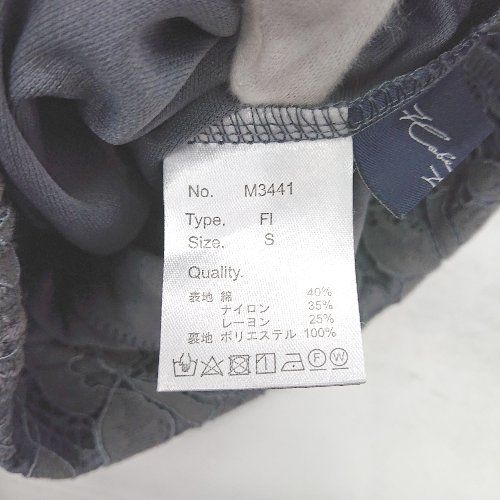 No. M3441
Type. FI
Size. S
Quality.
表地 綿 40%
ナイロン 35%
レーヨン 25%
裏地 ポリエステル 100%
F W